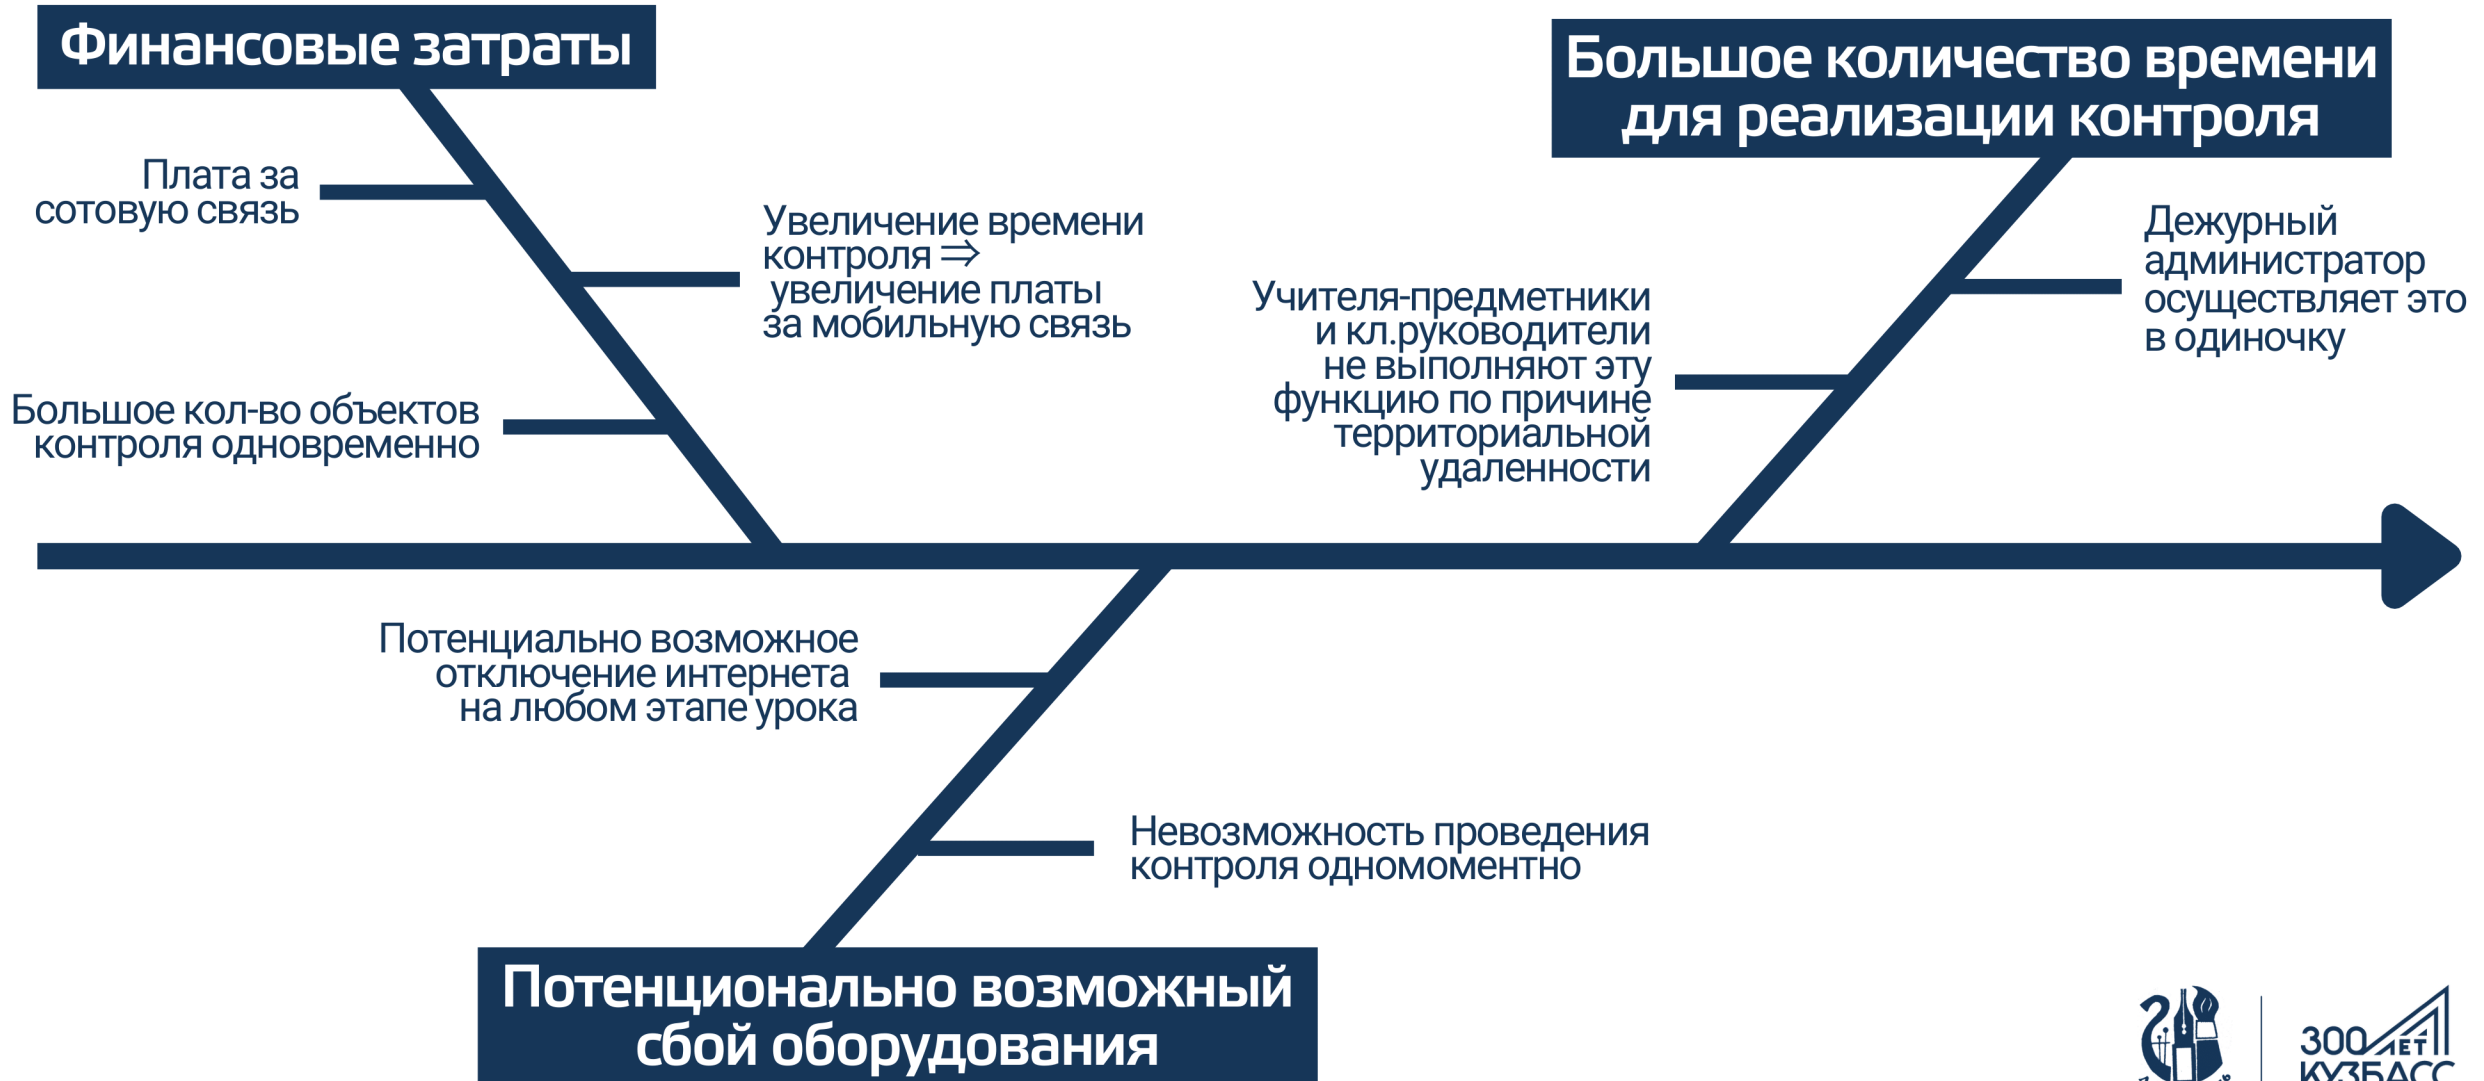 Финансовые затраты
Большое количество времени
для реализации контроля
Плата за
сотовую связь
Увеличение времени
контроля ⇒
увеличение платы
за мобильную связь
Большое кол-во объектов
контроля одновременно
Учителя-предметники
и кл.руководители
не выполняют эту
функцию по причине
территориальной
удаленности
Дежурный
администратор
осуществляет это
в одиночку
Потенциально возможное
отключение интернета
на любом этапе урока
Невозможность проведения
контроля одномоментно
Потенционально возможный
сбой оборудования
300 ЛЕТ
КУЗБАСС